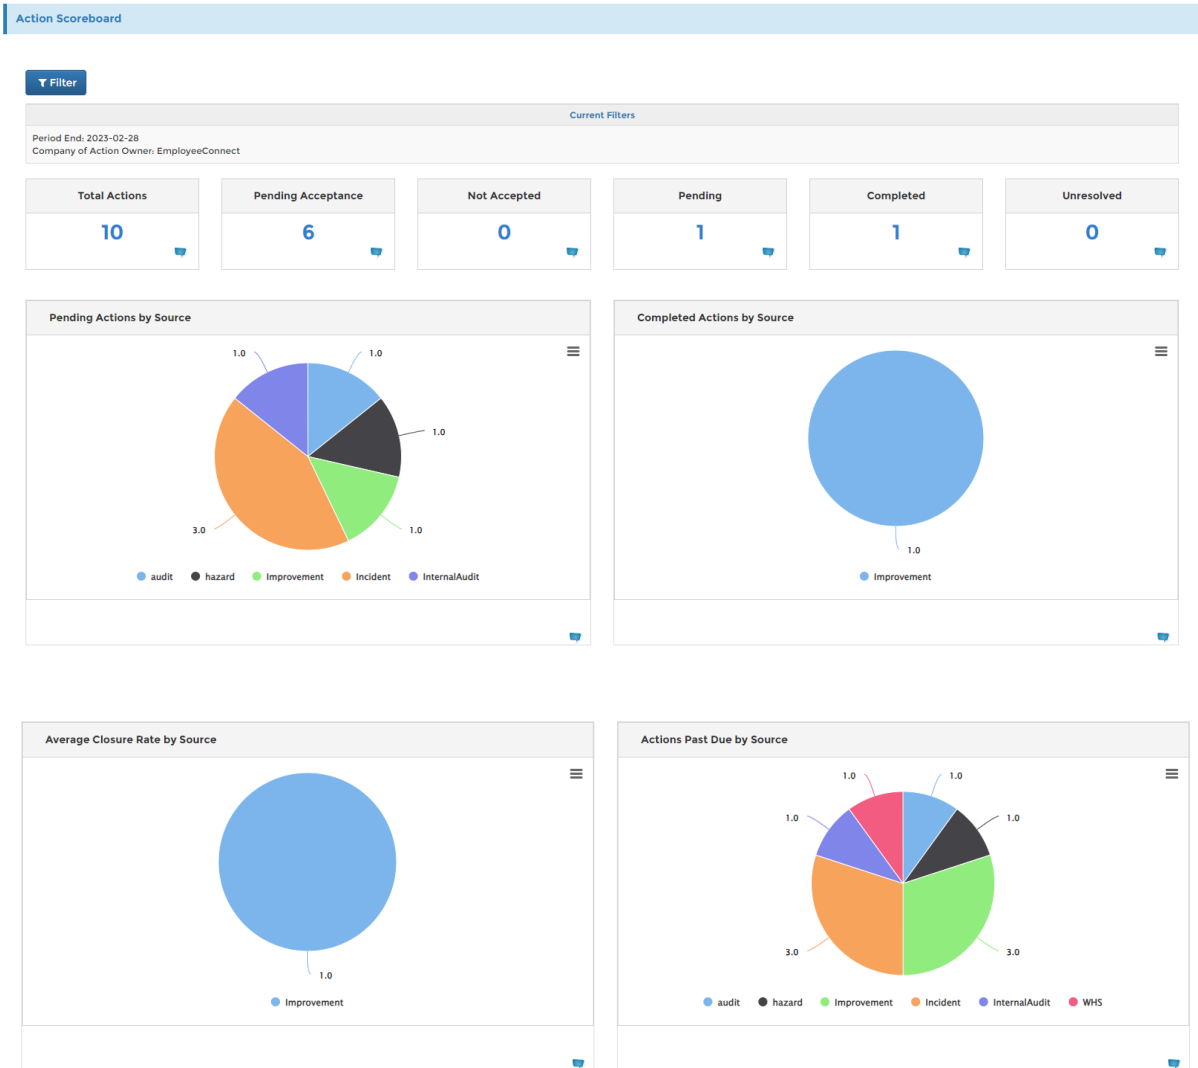 Action Scoreboard
Filter
Current Filters
Period End: 2023-02-28
Company of Action Owner: EmployeeConnect
Total Actions
Pending Acceptance
Not Accepted
Pending
Completed
Unresolved
10
6
0
1
1
0
Pending Actions by Source
1.0
1.0
1.0
3.0
1.0
audit
hazard
Improvement
Incident
InternalAudit
Completed Actions by Source
1.0
Improvement
Average Closure Rate by Source
1.0
Improvement
Actions Past Due by Source
1.0
1.0
1.0
1.0
3.0
3.0
audit
hazard
Improvement
Incident
InternalAudit
WHS